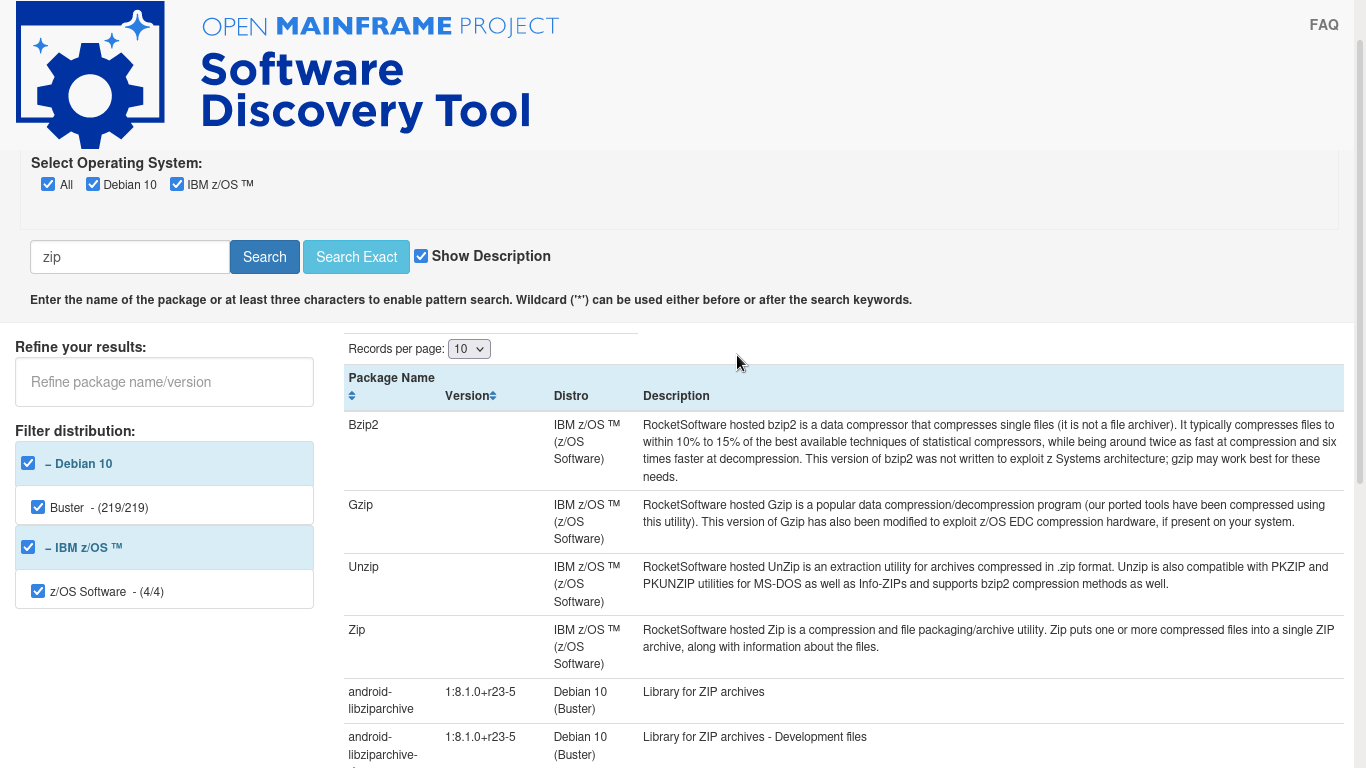 OPEN MAINFRAME PROJECT
Software
Discovery Tool
FAQ
Select Operating System:
All Debian 10 IBM z/OS ™
zip Search Search Exact Show Description
Enter the name of the package or at least three characters to enable pattern search. Wildcard ('*') can be used either before or after the search keywords.
Refine your results:
Refine package name/version
Filter distribution:
– Debian 10
Buster - (219/219)
– IBM z/OS ™
z/OS Software - (4/4)
Records per page: 10
Package Name
Version Distro Description
Bzip2
IBM z/OS ™
(z/OS
Software)
RocketSoftware hosted bzip2 is a data compressor that compresses single files (it is not a file archiver). It typically compresses files to
within 10% to 15% of the best available techniques of statistical compressors, while being around twice as fast at compression and six
times faster at decompression. This version of bzip2 was not written to exploit z Systems architecture; gzip may work best for these
needs.
Gzip
IBM z/OS ™
(z/OS
Software)
RocketSoftware hosted Gzip is a popular data compression/decompression program (our ported tools have been compressed using
this utility). This version of Gzip has also been modified to exploit z/OS EDC compression hardware, if present on your system.
Unzip
IBM z/OS ™
(z/OS
Software)
RocketSoftware hosted UnZip is an extraction utility for archives compressed in .zip format. Unzip is also compatible with PKZIP and
PKUNZIP utilities for MS-DOS as well as Info-ZIPs and supports bzip2 compression methods as well.
Zip
IBM z/OS ™
(z/OS
Software)
RocketSoftware hosted Zip is a compression and file packaging/archive utility. Zip puts one or more compressed files into a single ZIP
archive, along with information about the files.
android-
libziparchive
1:8.1.0+r23-5
Debian 10
(Buster)
Library for ZIP archives
android-
libziparchive-
1:8.1.0+r23-5
Debian 10
(Buster)
Library for ZIP archives - Development files